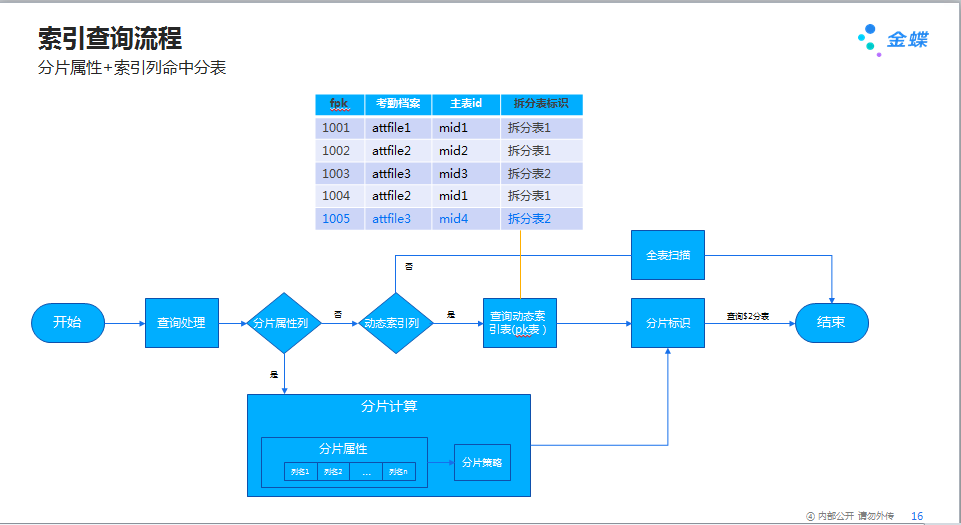 索引查询流程
分片属性+索引列命中分表
金蝶
fpk 考勤档案 主表id 拆分表标识
1001 attfile1 mid1 拆分表1
1002 attfile2 mid2 拆分表1
1003 attfile3 mid3 拆分表2
1004 attfile2 mid1 拆分表1
1005 attfile3 mid4 拆分表2
否
全表扫描
开始
查询处理
分片属性列
否
动态索引列
是
查询动态索
引表(pk表）
分片标识
查询$2分表
结束
是
分片计算
分片属性
列名1 列名2 ... 列名n
分片策略
④ 内部公开 请勿外传
16